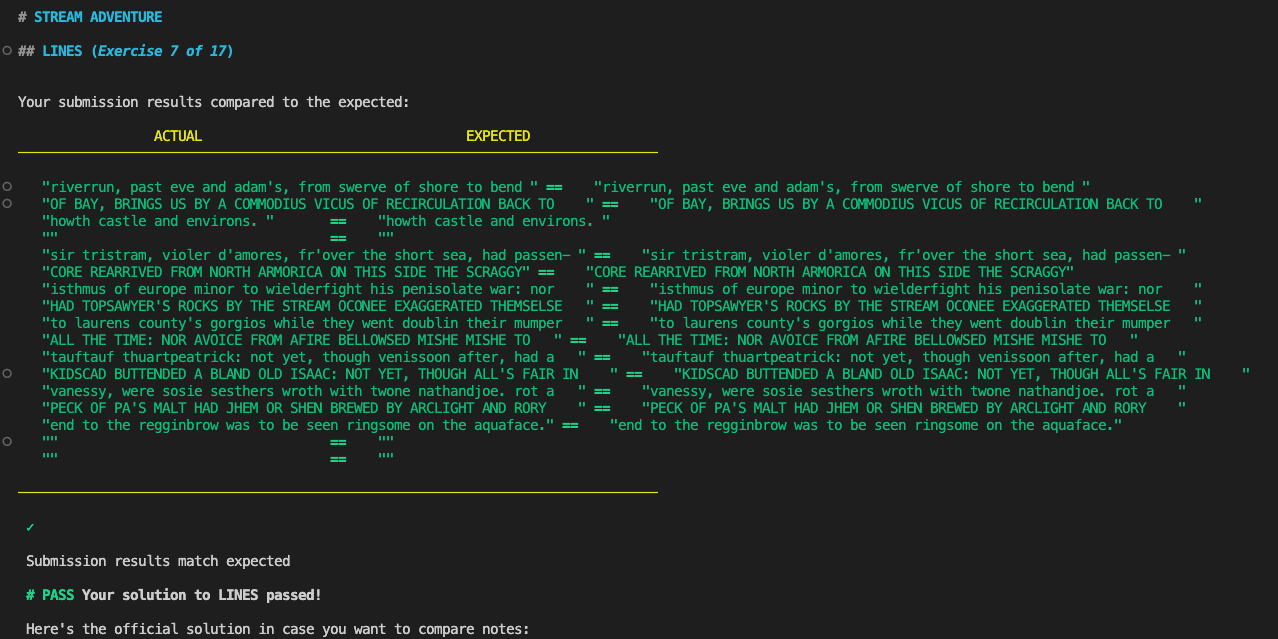 # STREAM ADVENTURE
## LINES (Exercise 7 of 17)
Your submission results compared to the expected:
ACTUAL EXPECTED
"riverrun, past eve and adam's, from swerve of shore to bend " == "riverrun, past eve and adam's, from swerve of shore to bend "
"OF BAY, BRINGS US BY A COMMODIUS VICUS OF RECIRCULATION BACK TO    " == "OF BAY, BRINGS US BY A COMMODIUS VICUS OF RECIRCULATION BACK TO    "
"howth castle and environs. " == "howth castle and environs. "
"" == ""
"sir tristram, violer d'amores, fr'over the short sea, had passen- " == "sir tristram, violer d'amores, fr'over the short sea, had passen- "
"CORE REARRIVED FROM NORTH ARMORICA ON THIS SIDE THE SCRAGGY" == "CORE REARRIVED FROM NORTH ARMORICA ON THIS SIDE THE SCRAGGY"
"isthmus of europe minor to wielderfight his penisolate war: nor    " == "isthmus of europe minor to wielderfight his penisolate war: nor    "
"HAD TOPSAWYER'S ROCKS BY THE STREAM OCONEE EXAGGERATED THEMSELSE   " == "HAD TOPSAWYER'S ROCKS BY THE STREAM OCONEE EXAGGERATED THEMSELSE   "
"to laurens county's gorgios while they went doublin their mumper   " == "to laurens county's gorgios while they went doublin their mumper   "
"ALL THE TIME: NOR AVOICE FROM AFIRE BELLOWSED MISHE MISHE TO   " == "ALL THE TIME: NOR AVOICE FROM AFIRE BELLOWSED MISHE MISHE TO   "
"tauftauf thuartpeatrick: not yet, though venissoon after, had a   " == "tauftauf thuartpeatrick: not yet, though venissoon after, had a   "
"KIDSCAD BUTTENDED A BLAND OLD ISAAC: NOT YET, THOUGH ALL'S FAIR IN    " == "KIDSCAD BUTTENDED A BLAND OLD ISAAC: NOT YET, THOUGH ALL'S FAIR IN    "
"vanessy, were sosie sesthers wroth with twone nathandjoe. rot a   " == "vanessy, were sosie sesthers wroth with twone nathandjoe. rot a   "
"PECK OF PA'S MALT HAD JHEM OR SHEN BREWED BY ARCLIGHT AND RORY    " == "PECK OF PA'S MALT HAD JHEM OR SHEN BREWED BY ARCLIGHT AND RORY    "
"end to the regginbrow was to be seen ringsome on the aquaface." == "end to the regginbrow was to be seen ringsome on the aquaface."
"" == ""
"" == ""
✓
Submission results match expected
# PASS Your solution to LINES passed!
Here's the official solution in case you want to compare notes: